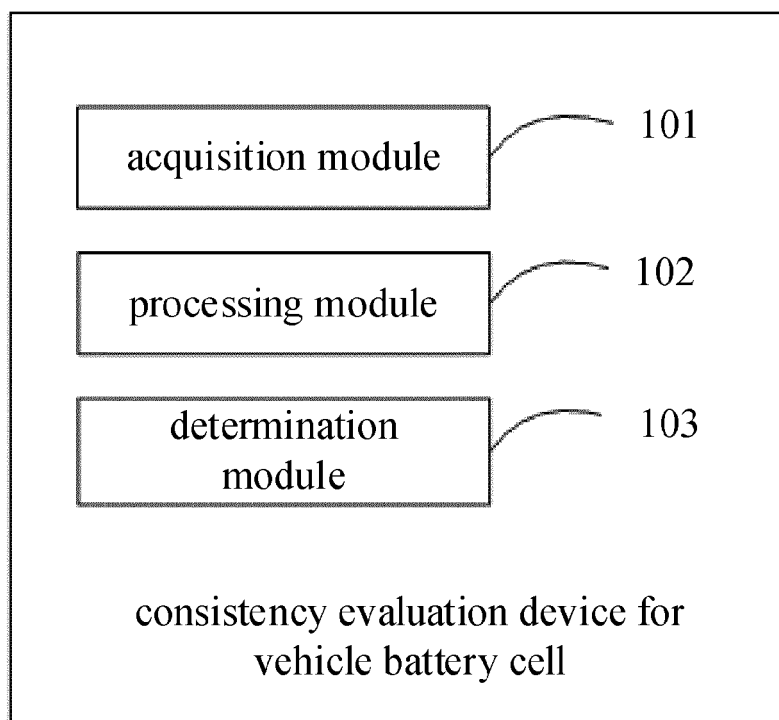 acquisition module
101
processing module
102
determination
module
103
consistency evaluation device for
vehicle battery cell